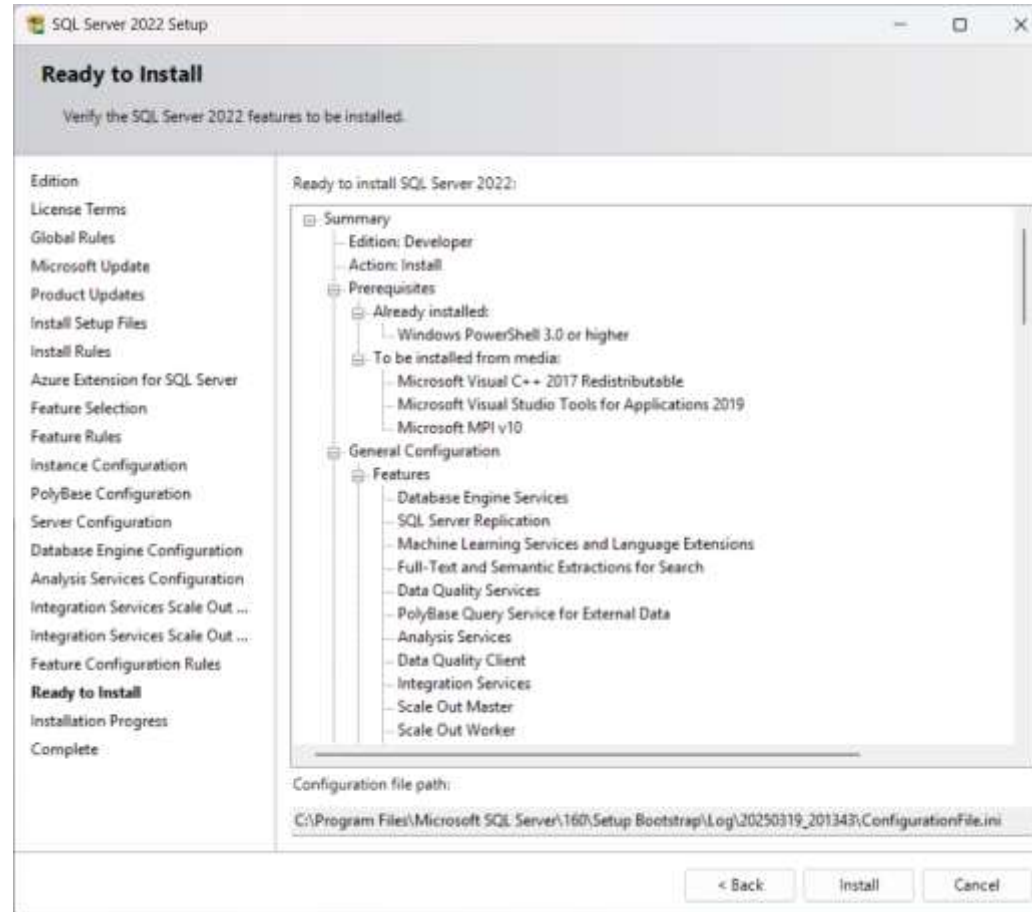 SQL Server 2022 Setup
Ready to Install
Verify the SQL Server 2022 features to be installed.
Edition
License Terms
Global Rules
Microsoft Update
Product Updates
Install Setup Files
Install Rules
Azure Extension for SQL Server
Feature Selection
Feature Rules
Instance Configuration
PolyBase Configuration
Server Configuration
Database Engine Configuration
Analysis Services Configuration
Integration Services Scale Out ...
Integration Services Scale Out ...
Feature Configuration Rules
Ready to Install
Installation Progress
Complete
Ready to install SQL Server 2022:
Summary
Edition: Developer
Action: Install
Prerequisites
Already installed:
Windows PowerShell 3.0 or higher
To be installed from media:
Microsoft Visual C++ 2017 Redistributable
Microsoft Visual Studio Tools for Applications 2019
Microsoft MPI v10
General Configuration
Features
Database Engine Services
SQL Server Replication
Machine Learning Services and Language Extensions
Full-Text and Semantic Extractions for Search
Data Quality Services
PolyBase Query Service for External Data
Analysis Services
Data Quality Client
Integration Services
Scale Out Master
Scale Out Worker
Configuration file path:
C:\Program Files\Microsoft SQL Server\160\Setup Bootstrap\Log\20250319_201343\ConfigurationFile.ini
< Back Install Cancel